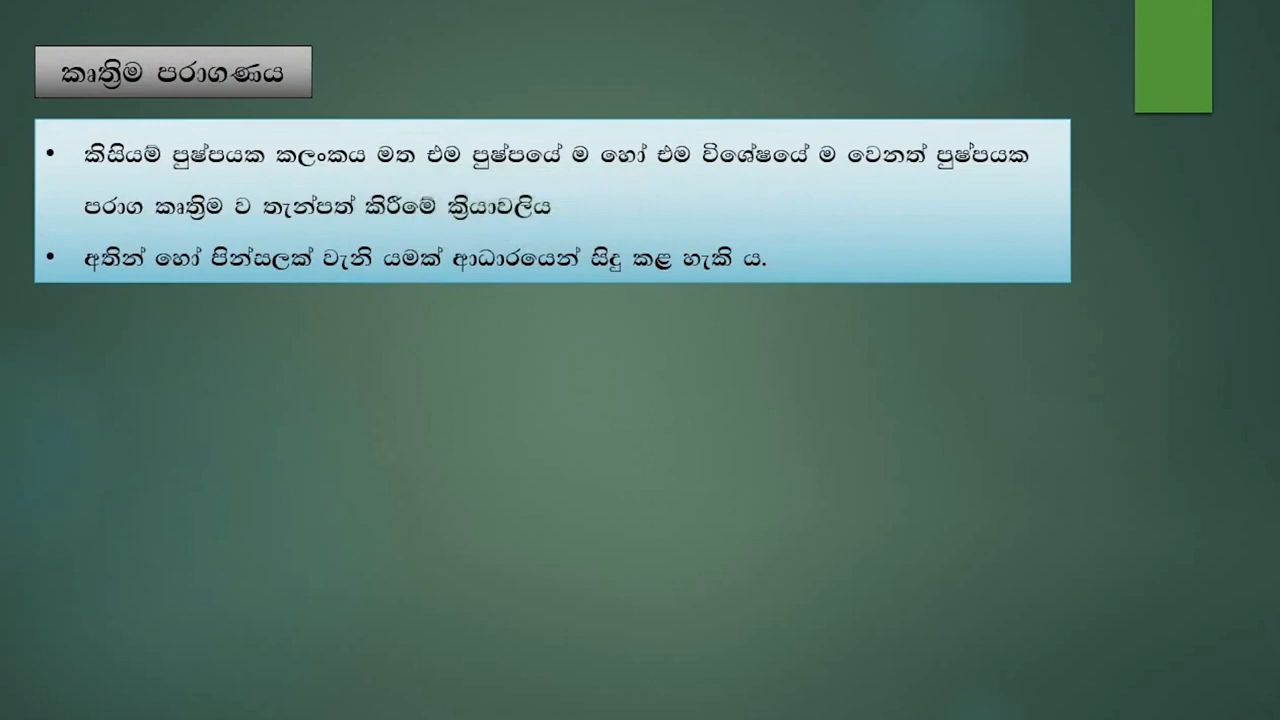 කෘත්‍රිම පරාගණය
• කිසියම් පුෂ්පයක කලංකය මත එම පුෂ්පයේ ම හෝ එම විශේෂයේ ම වෙනත් පුෂ්පයක
පරාග කෘත්‍රිම ව තැන්පත් කිරීමේ ක්‍රියාවලිය
• අතින් හෝ පින්සලක් වැනි යමක් ආධාරයෙන් සිදු කළ හැකි ය.